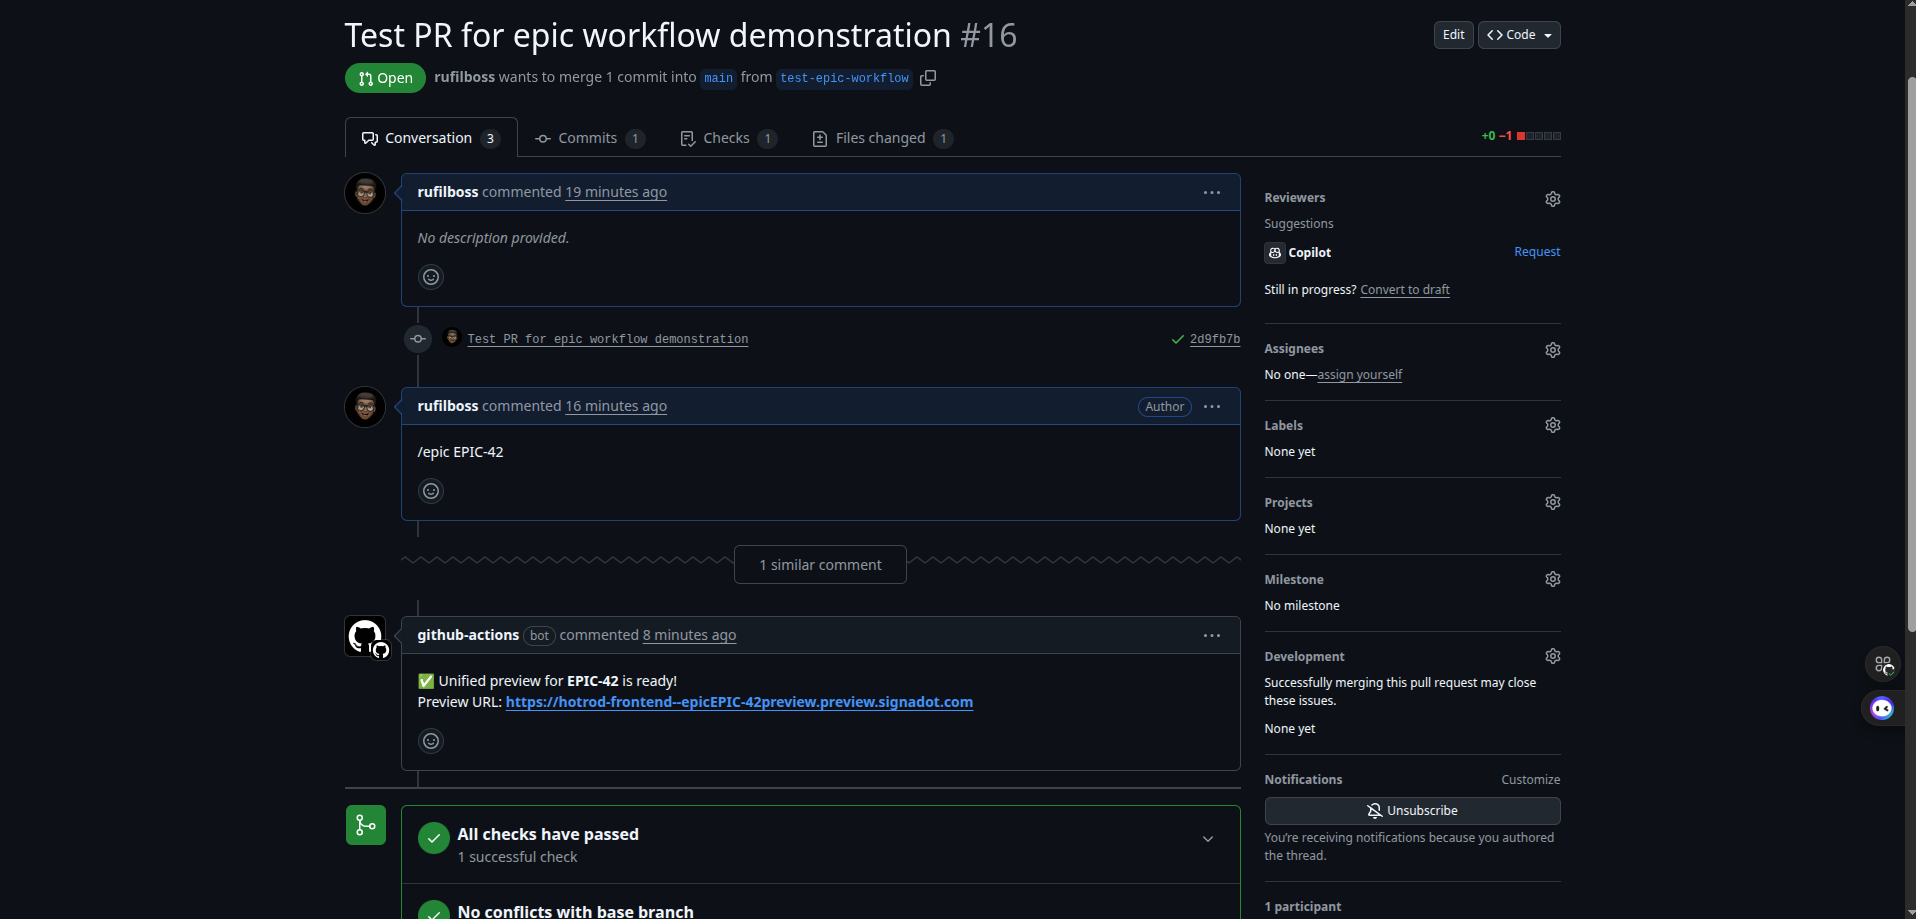 Test PR for epic workflow demonstration #16
Edit
Code
Open
rufilboss wants to merge 1 commit into main from test-epic-workflow
Conversation 3
Commits 1
Checks 1
Files changed 1
+0 −1
rufilboss commented 19 minutes ago
No description provided.
Test PR for epic workflow demonstration
2d9fb7b
rufilboss commented 16 minutes ago
Author
/epic EPIC-42
1 similar comment
github-actions bot commented 8 minutes ago
✅ Unified preview for EPIC-42 is ready!
Preview URL: https://hotrod-frontend--epicEPIC-42preview.preview.signadot.com
All checks have passed
1 successful check
No conflicts with base branch
Reviewers
Suggestions
Copilot
Request
Still in progress? Convert to draft
Assignees
No one—assign yourself
Labels
None yet
Projects
None yet
Milestone
No milestone
Development
Successfully merging this pull request may close
these issues.
None yet
Notifications
Customize
Unsubscribe
You're receiving notifications because you authored
the thread.
1 participant